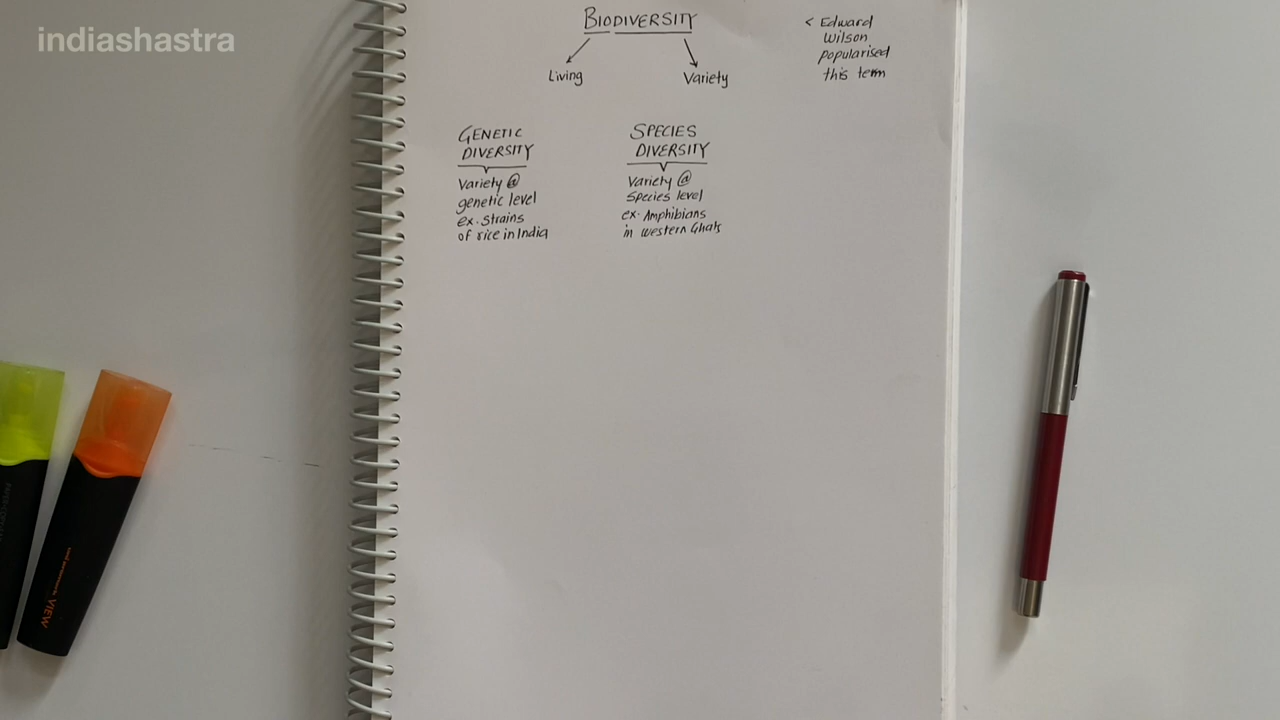 indiashastra
BIODIVERSITY
Living
Variety
< Edward
Wilson
popularised
this term
GENETIC
DIVERSITY
Variety @
genetic level
ex. Strains
of rice in India
SPECIES
DIVERSITY
Variety @
Species level
ex. Amphibians
in western Ghats
VIEW